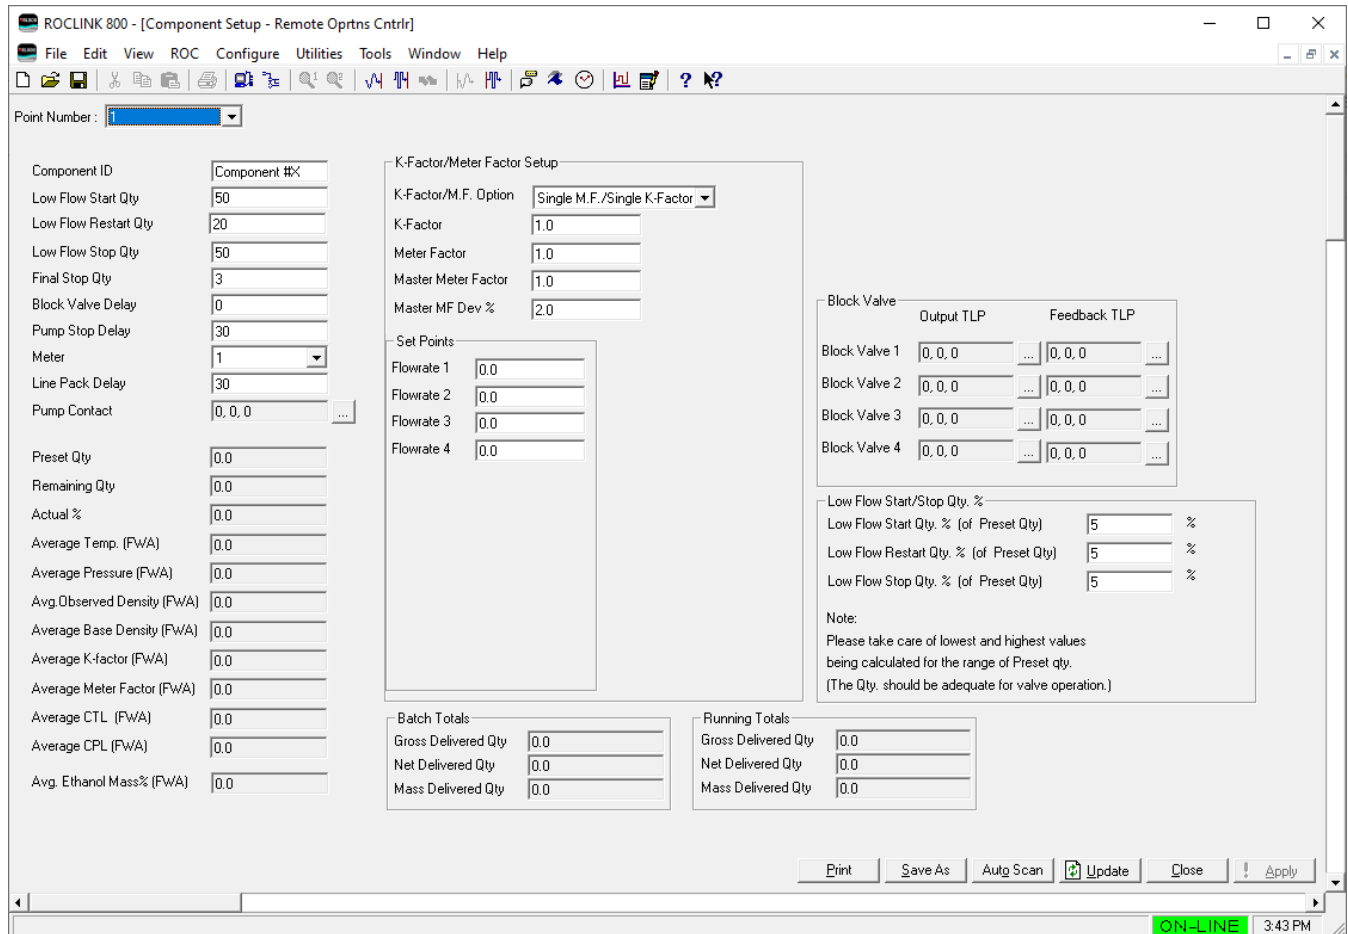 ROCLINK 800 - [Component Setup - Remote Oprtns Cntrlr]
File Edit View ROC Configure Utilities Tools Window Help
Point Number : 1
Component ID Component #X
Low Flow Start Qty 50
Low Flow Restart Qty 20
Low Flow Stop Qty 50
Final Stop Qty 3
Block Valve Delay 0
Pump Stop Delay 30
Meter 1
Line Pack Delay 30
Pump Contact 0, 0, 0 ...
Preset Qty 0.0
Remaining Qty 0.0
Actual % 0.0
Average Temp. (FWA) 0.0
Average Pressure (FWA) 0.0
Avg.Observed Density (FWA) 0.0
Average Base Density (FWA) 0.0
Average K-factor (FWA) 0.0
Average Meter Factor (FWA) 0.0
Average CTL (FWA) 0.0
Average CPL (FWA) 0.0
Avg. Ethanol Mass% (FWA) 0.0
K-Factor/Meter Factor Setup
K-Factor/M.F. Option Single M.F./Single K-Factor
K-Factor 1.0
Meter Factor 1.0
Master Meter Factor 1.0
Master MF Dev % 2.0
Set Points
Flowrate 1 0.0
Flowrate 2 0.0
Flowrate 3 0.0
Flowrate 4 0.0
Block Valve
Output TLP Feedback TLP
Block Valve 1 0, 0, 0 ... 0, 0, 0 ...
Block Valve 2 0, 0, 0 ... 0, 0, 0 ...
Block Valve 3 0, 0, 0 ... 0, 0, 0 ...
Block Valve 4 0, 0, 0 ... 0, 0, 0 ...
Low Flow Start/Stop Qty. %
Low Flow Start Qty. % (of Preset Qty) 5 %
Low Flow Restart Qty. % (of Preset Qty) 5 %
Low Flow Stop Qty. % (of Preset Qty) 5 %
Note:
Please take care of lowest and highest values
being calculated for the range of Preset qty.
(The Qty. should be adequate for valve operation.)
Batch Totals
Gross Delivered Qty 0.0
Net Delivered Qty 0.0
Mass Delivered Qty 0.0
Running Totals
Gross Delivered Qty 0.0
Net Delivered Qty 0.0
Mass Delivered Qty 0.0
Print Save As Auto Scan Update Close ! Apply
ON-LINE 3:43 PM